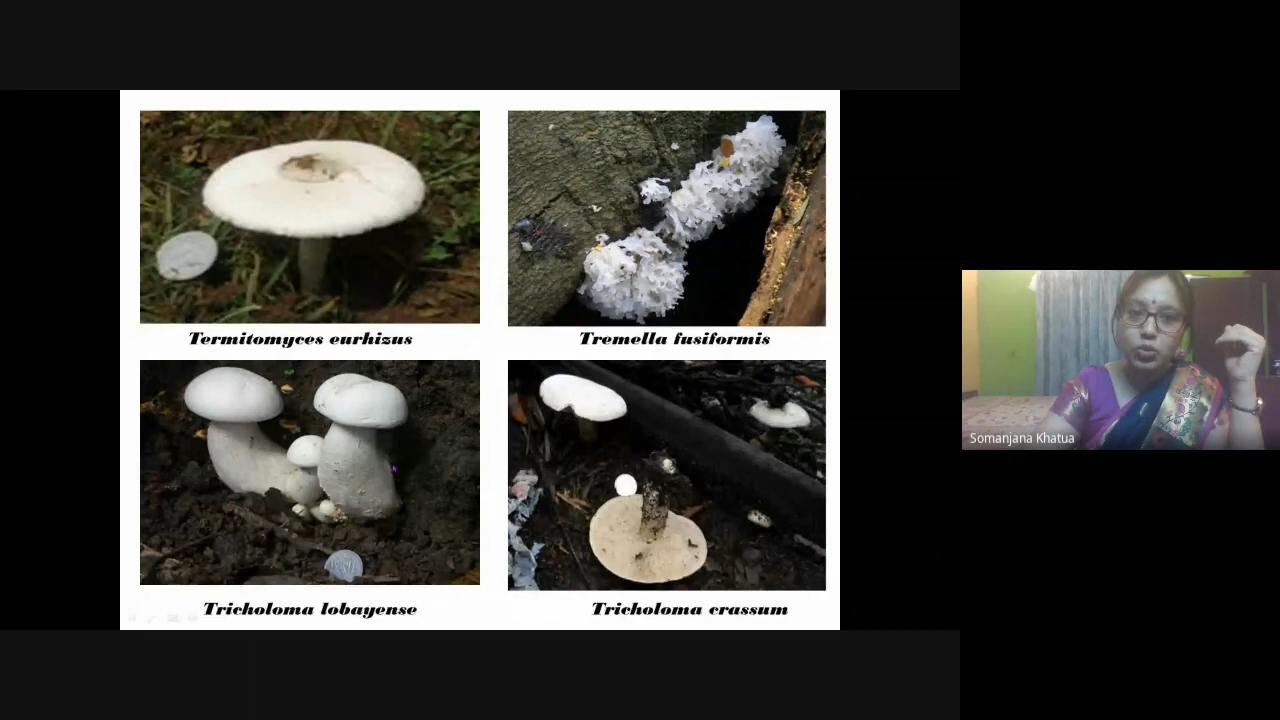 Termitomyces eurhizus
Tremella fusiformis
Tricholoma lobayense
Tricholoma crassum
Somanjana Khatua